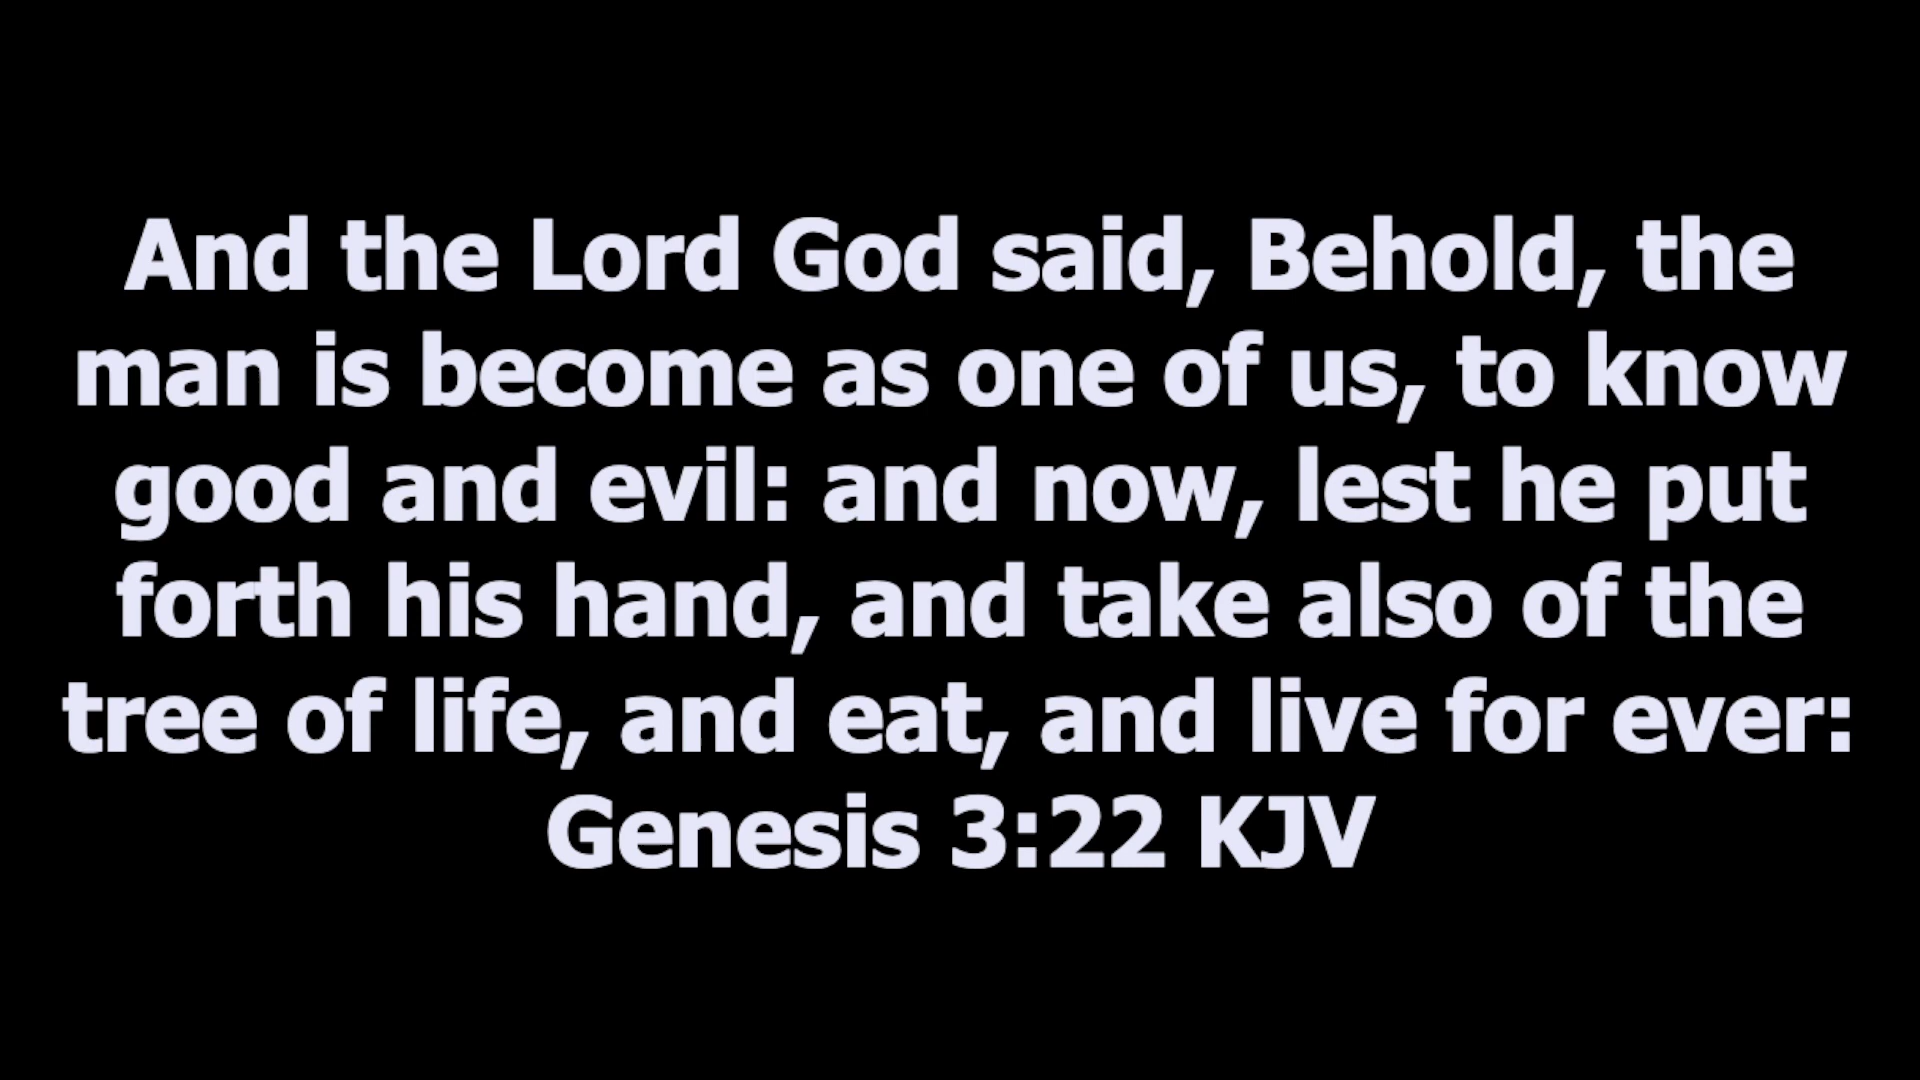 And the Lord God said, Behold, the
man is become as one of us, to know
good and evil: and now, lest he put
forth his hand, and take also of the
tree of life, and eat, and live for ever:
Genesis 3:22 KJV